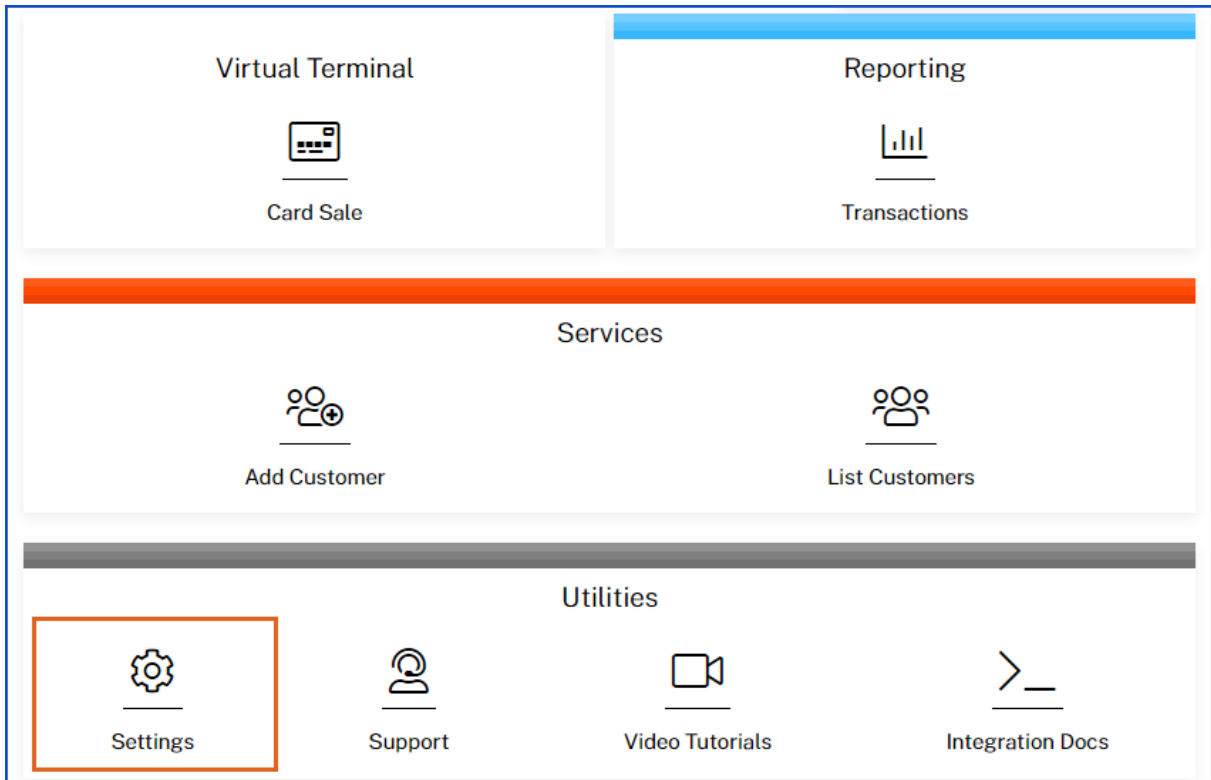 Virtual Terminal
Reporting
Card Sale
Transactions
Services
Add Customer
List Customers
Utilities
Settings
Support
Video Tutorials
Integration Docs